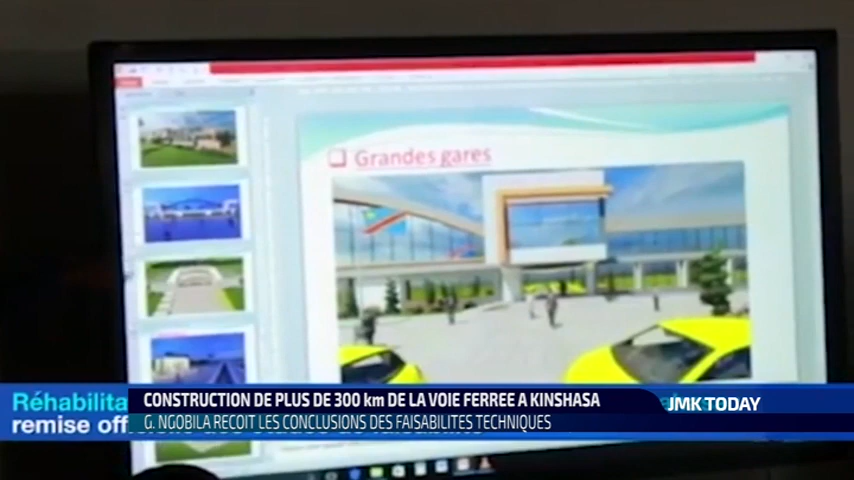 Grandes gares
Réhabilita
CONSTRUCTION DE PLUS DE 300 km DE LA VOIE FERREE A KINSHASA
JMK TODAY
G. NGOBILA RECOIT LES CONCLUSIONS DES FAISABILITES TECHNIQUES
remise